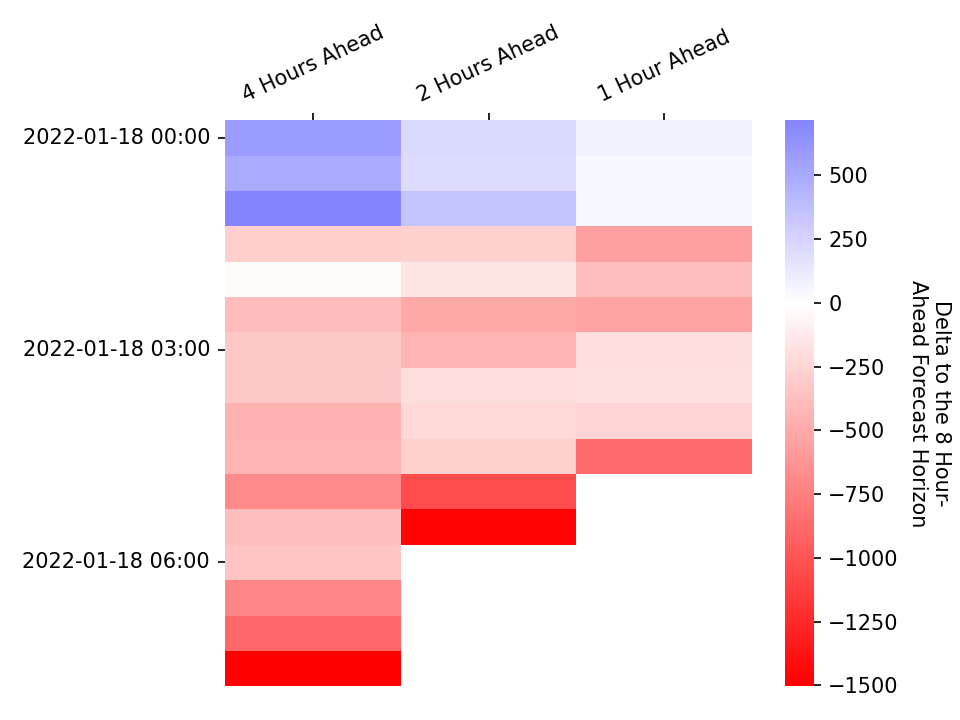 4 Hours Ahead
2 Hours Ahead
1 Hour Ahead
2022-01-18 00:00
2022-01-18 03:00
2022-01-18 06:00
500
250
0
−250
−500
−750
−1000
−1250
−1500
Delta to the 8 Hour-
Ahead Forecast Horizon